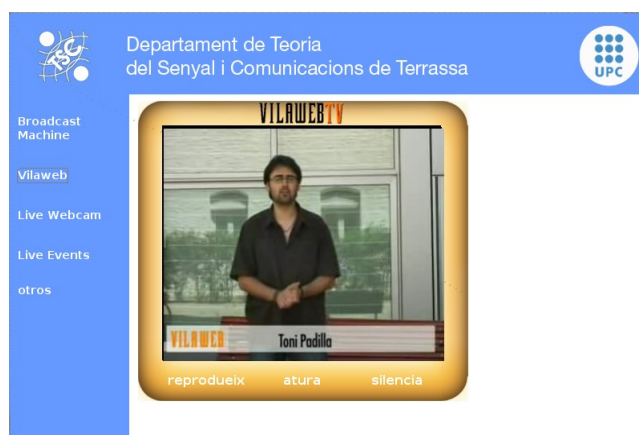 TSC
Departament de Teoria
del Senyal i Comunicacions de Terrassa
UPC
Broadcast
Machine
Vilaweb
Live Webcam
Live Events
otros
VILAWEBTV
VILAWEB
Toni Padilla
reprodueix atura silencia